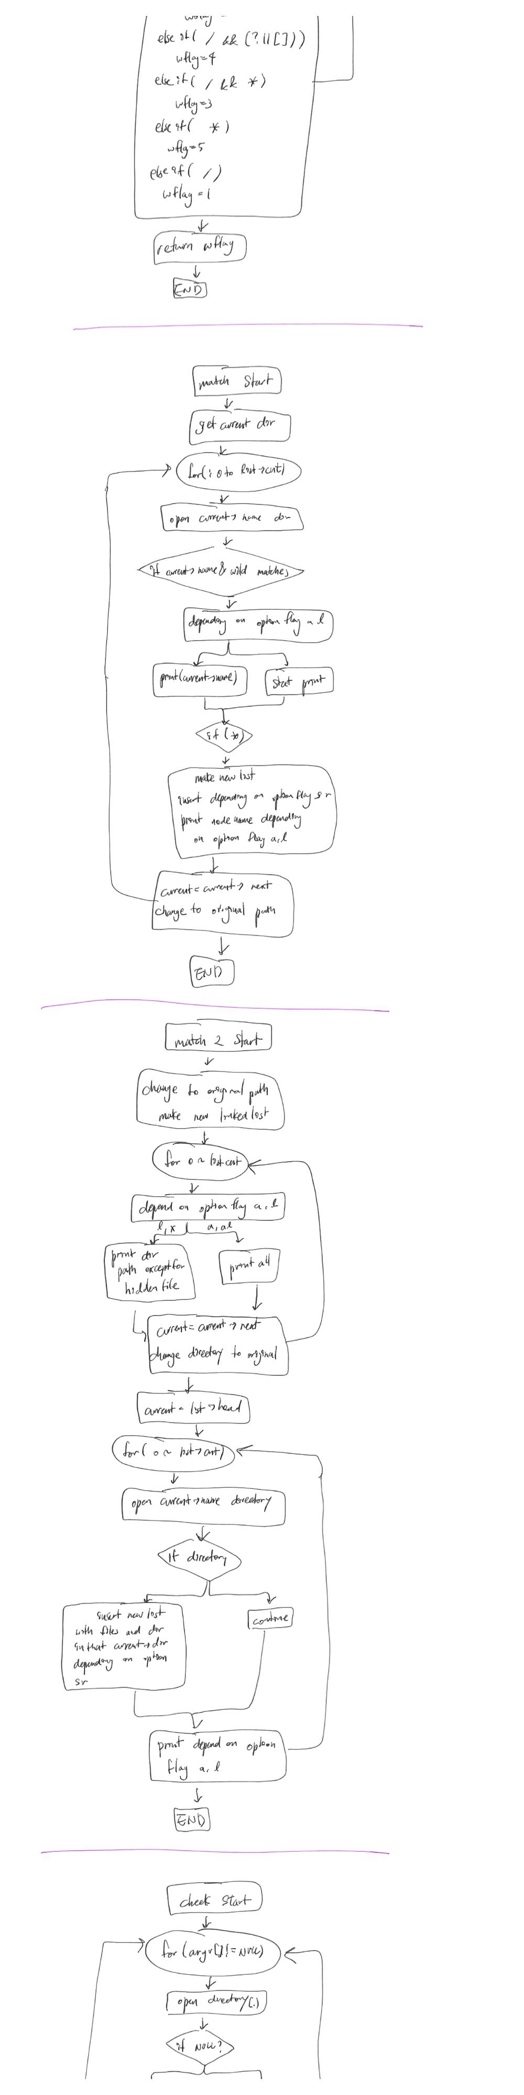 else if( / && (?||[]))
wflag=4
else if( / && *)
wflag=3
else if( *)
wflag=5
else if( /)
wflag=1
return wflag
END
match Start
get current dir
for(i 0 to list->cnt)
open current->name dir
If current->name & wild matches
depending on option flag a, l
print(current->name)
stat print
if (*)
make new list
insert depending on option flag s r
print node name depending
on option flag a, l
current = current-> next
change to original path
END
match 2 Start
change to original path
make new linked list
for 0 ~ list cnt
depend on option flag a, l
l, x
a, al
print dir
path except for
hidden file
print all
current = current -> next
change directory to original
current = list->head
for( 0 ~ list->cnt)
open current->name directory
If directory
insert new list
with files and dir
in that current->dir
depending on option
s r
continue
print depend on option
flag a, l
END
check Start
for (argv[]!=NULL)
open directory(.)
if NULL?